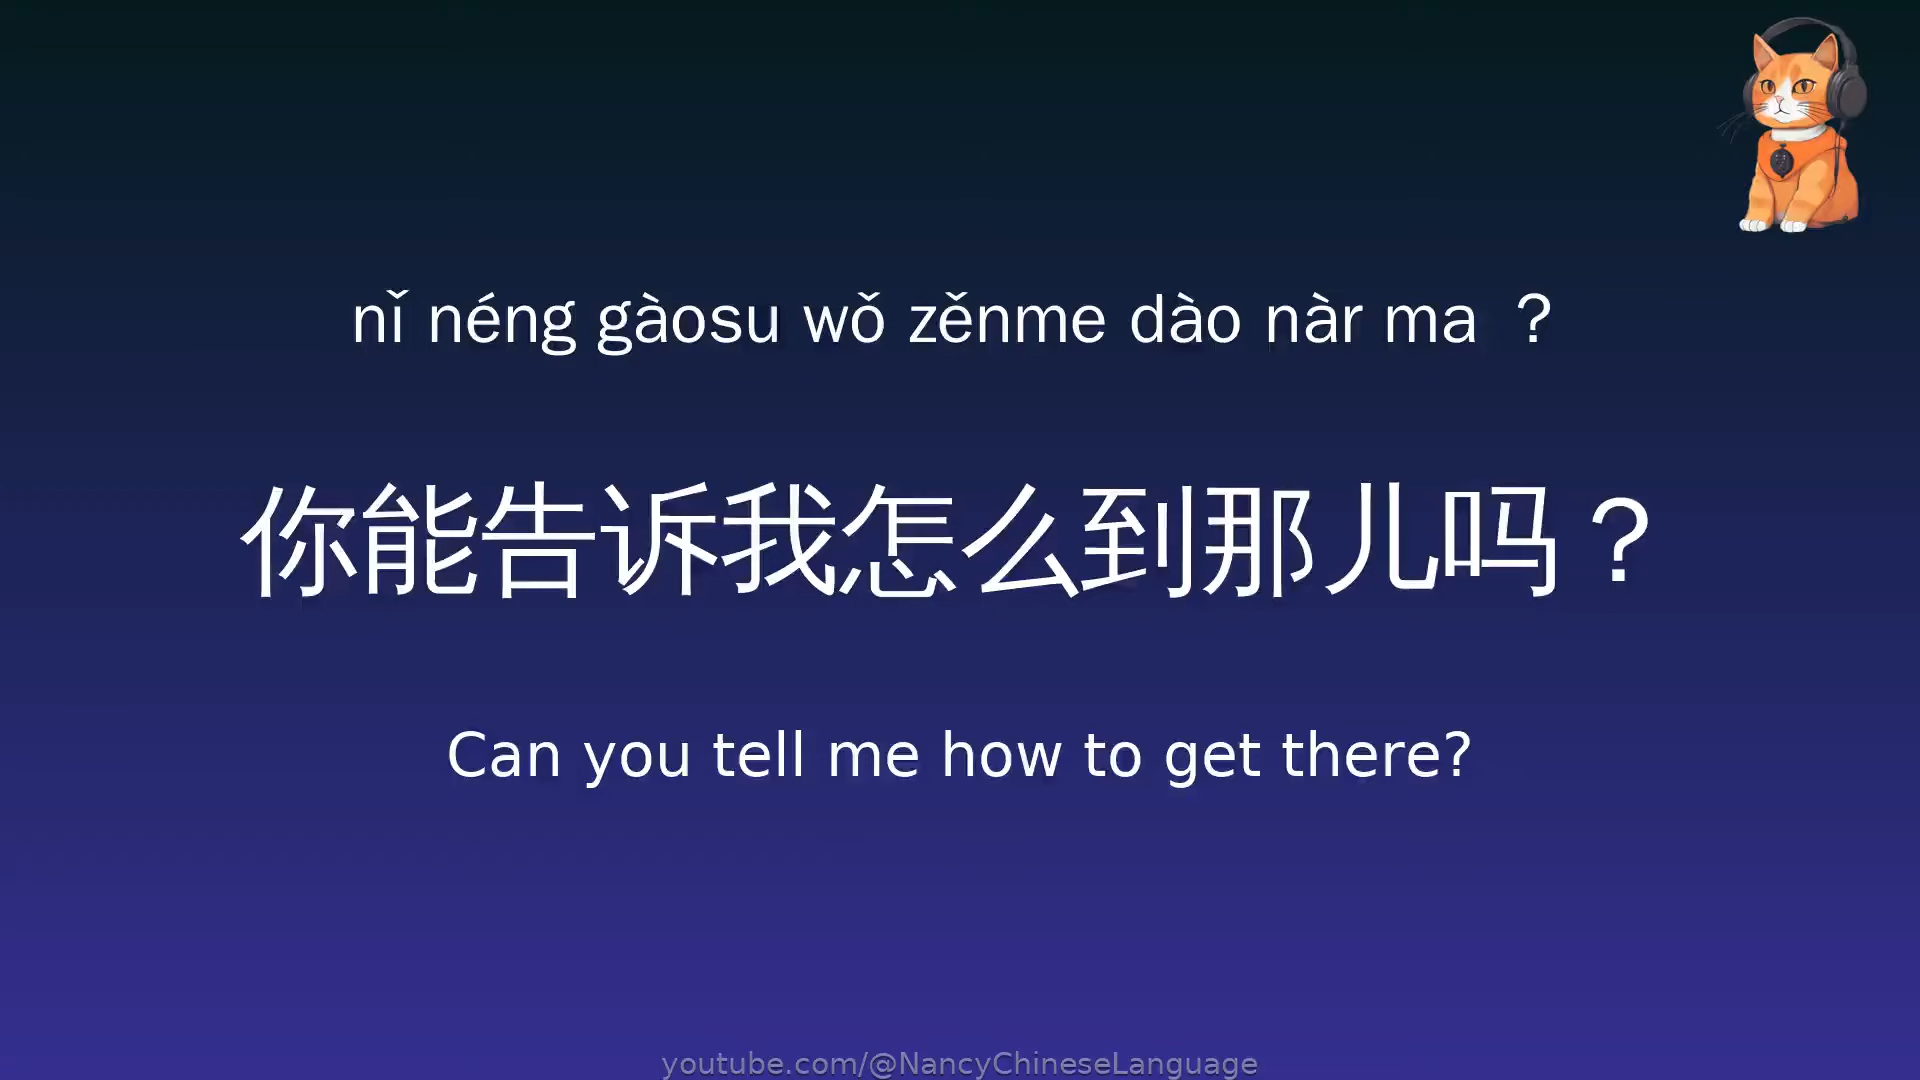 nǐ néng gàosu wǒ zěnme dào nàr ma ？
你能告诉我怎么到那儿吗？
Can you tell me how to get there?
youtube.com/@NancyChineseLanguage